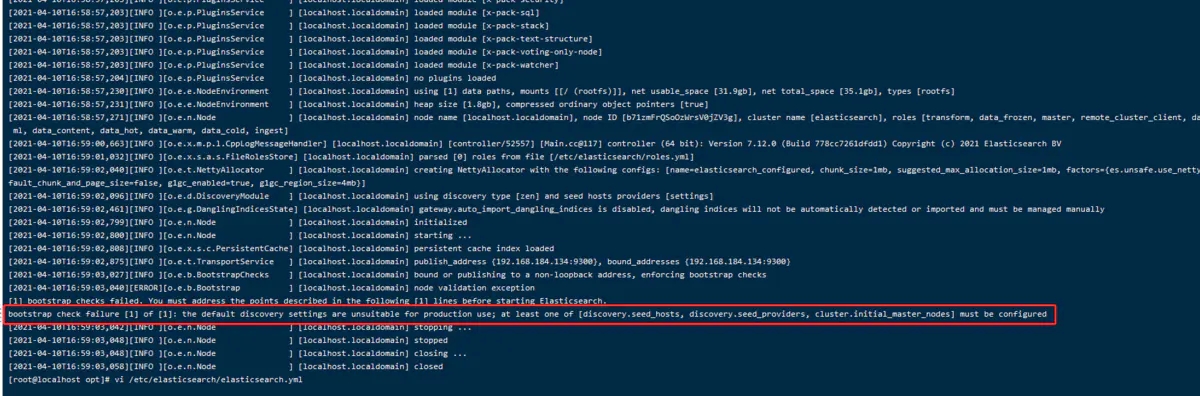 [2021-04-10T16:58:57,203][INFO ][o.e.p.PluginsService     ] [localhost.localdomain] loaded module [x-pack-security]
[2021-04-10T16:58:57,203][INFO ][o.e.p.PluginsService     ] [localhost.localdomain] loaded module [x-pack-sql]
[2021-04-10T16:58:57,203][INFO ][o.e.p.PluginsService     ] [localhost.localdomain] loaded module [x-pack-stack]
[2021-04-10T16:58:57,203][INFO ][o.e.p.PluginsService     ] [localhost.localdomain] loaded module [x-pack-text-structure]
[2021-04-10T16:58:57,203][INFO ][o.e.p.PluginsService     ] [localhost.localdomain] loaded module [x-pack-voting-only-node]
[2021-04-10T16:58:57,203][INFO ][o.e.p.PluginsService     ] [localhost.localdomain] loaded module [x-pack-watcher]
[2021-04-10T16:58:57,204][INFO ][o.e.p.PluginsService     ] [localhost.localdomain] no plugins loaded
[2021-04-10T16:58:57,230][INFO ][o.e.e.NodeEnvironment    ] [localhost.localdomain] using [1] data paths, mounts [[/ (rootfs)]], net usable_space [31.9gb], net total_space [35.1gb], types [rootfs]
[2021-04-10T16:58:57,231][INFO ][o.e.e.NodeEnvironment    ] [localhost.localdomain] heap size [1.8gb], compressed ordinary object pointers [true]
[2021-04-10T16:58:57,271][INFO ][o.e.n.Node               ] [localhost.localdomain] node name [localhost.localdomain], node ID [b71zmFrQSoOzWrsV0jZV3g], cluster name [elasticsearch], roles [transform, data_frozen, master, remote_cluster_client, da
ml, data_content, data_hot, data_warm, data_cold, ingest]
[2021-04-10T16:59:00,663][INFO ][o.e.x.m.p.l.CppLogMessageHandler] [localhost.localdomain] [controller/52557] [Main.cc@117] controller (64 bit): Version 7.12.0 (Build 778cc7261dfdd1) Copyright (c) 2021 Elasticsearch BV
[2021-04-10T16:59:01,032][INFO ][o.e.x.s.a.s.FileRolesStore] [localhost.localdomain] parsed [0] roles from file [/etc/elasticsearch/roles.yml]
[2021-04-10T16:59:02,040][INFO ][o.e.t.NettyAllocator     ] [localhost.localdomain] creating NettyAllocator with the following configs: [name=elasticsearch_configured, chunk_size=1mb, suggested_max_allocation_size=1mb, factors={es.unsafe.use_netty
fault_chunk_and_page_size=false, g1gc_enabled=true, g1gc_region_size=4mb}]
[2021-04-10T16:59:02,096][INFO ][o.e.d.DiscoveryModule    ] [localhost.localdomain] using discovery type [zen] and seed hosts providers [settings]
[2021-04-10T16:59:02,461][INFO ][o.e.g.DanglingIndicesState] [localhost.localdomain] gateway.auto_import_dangling_indices is disabled, dangling indices will not be automatically detected or imported and must be managed manually
[2021-04-10T16:59:02,799][INFO ][o.e.n.Node               ] [localhost.localdomain] initialized
[2021-04-10T16:59:02,800][INFO ][o.e.n.Node               ] [localhost.localdomain] starting ...
[2021-04-10T16:59:02,808][INFO ][o.e.x.s.c.PersistentCache] [localhost.localdomain] persistent cache index loaded
[2021-04-10T16:59:02,875][INFO ][o.e.t.TransportService   ] [localhost.localdomain] publish_address {192.168.184.134:9300}, bound_addresses {192.168.184.134:9300}
[2021-04-10T16:59:03,027][INFO ][o.e.b.BootstrapChecks    ] [localhost.localdomain] bound or publishing to a non-loopback address, enforcing bootstrap checks
[2021-04-10T16:59:03,040][ERROR][o.e.b.Bootstrap          ] [localhost.localdomain] node validation exception
[1] bootstrap checks failed. You must address the points described in the following [1] lines before starting Elasticsearch.
bootstrap check failure [1] of [1]: the default discovery settings are unsuitable for production use; at least one of [discovery.seed_hosts, discovery.seed_providers, cluster.initial_master_nodes] must be configured
[2021-04-10T16:59:03,042][INFO ][o.e.n.Node               ] [localhost.localdomain] stopping ...
[2021-04-10T16:59:03,048][INFO ][o.e.n.Node               ] [localhost.localdomain] stopped
[2021-04-10T16:59:03,048][INFO ][o.e.n.Node               ] [localhost.localdomain] closing ...
[2021-04-10T16:59:03,058][INFO ][o.e.n.Node               ] [localhost.localdomain] closed
[root@localhost opt]# vi /etc/elasticsearch/elasticsearch.yml